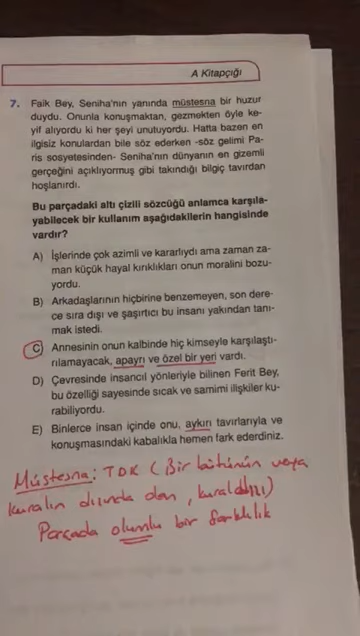 A Kitapçığı
7. Faik Bey, Seniha'nın yanında müstesna bir huzur
duydu. Onunla konuşmaktan, gezmekten öyle ke-
yif alıyordu ki her şeyi unutuyordu. Hatta bazen en
ilgisiz konulardan bile söz ederken -söz gelimi Pa-
ris sosyetesinden- Seniha'nın dünyanın en gizemli
gerçeğini açıklıyormuş gibi takındığı bilgiç tavırdan
hoşlanırdı.
Bu parçadaki altı çizili sözcüğü anlamca karşıla-
yabilecek bir kullanım aşağıdakilerin hangisinde
vardır?
A) İşlerinde çok azimli ve kararlıydı ama zaman za-
man küçük hayal kırıklıkları onun moralini bozu-
yordu.
B) Arkadaşlarının hiçbirine benzemeyen, son dere-
ce sıra dışı ve şaşırtıcı bu insanı yakından tanı-
mak istedi.
C) Annesinin onun kalbinde hiç kimseyle karşılaştı-
rılamayacak, apayrı ve özel bir yeri vardı.
D) Çevresinde insancıl yönleriyle bilinen Ferit Bey,
bu özelliği sayesinde sıcak ve samimi ilişkiler ku-
rabiliyordu.
E) Binlerce insan içinde onu, aykırı tavırlarıyla ve
konuşmasındaki kabalıkla hemen fark ederdiniz.
Müstesna: TDK (Bir bütünün veya
kuralın dışında olan, kuraldışı)
Parçada olumlu bir farklılık